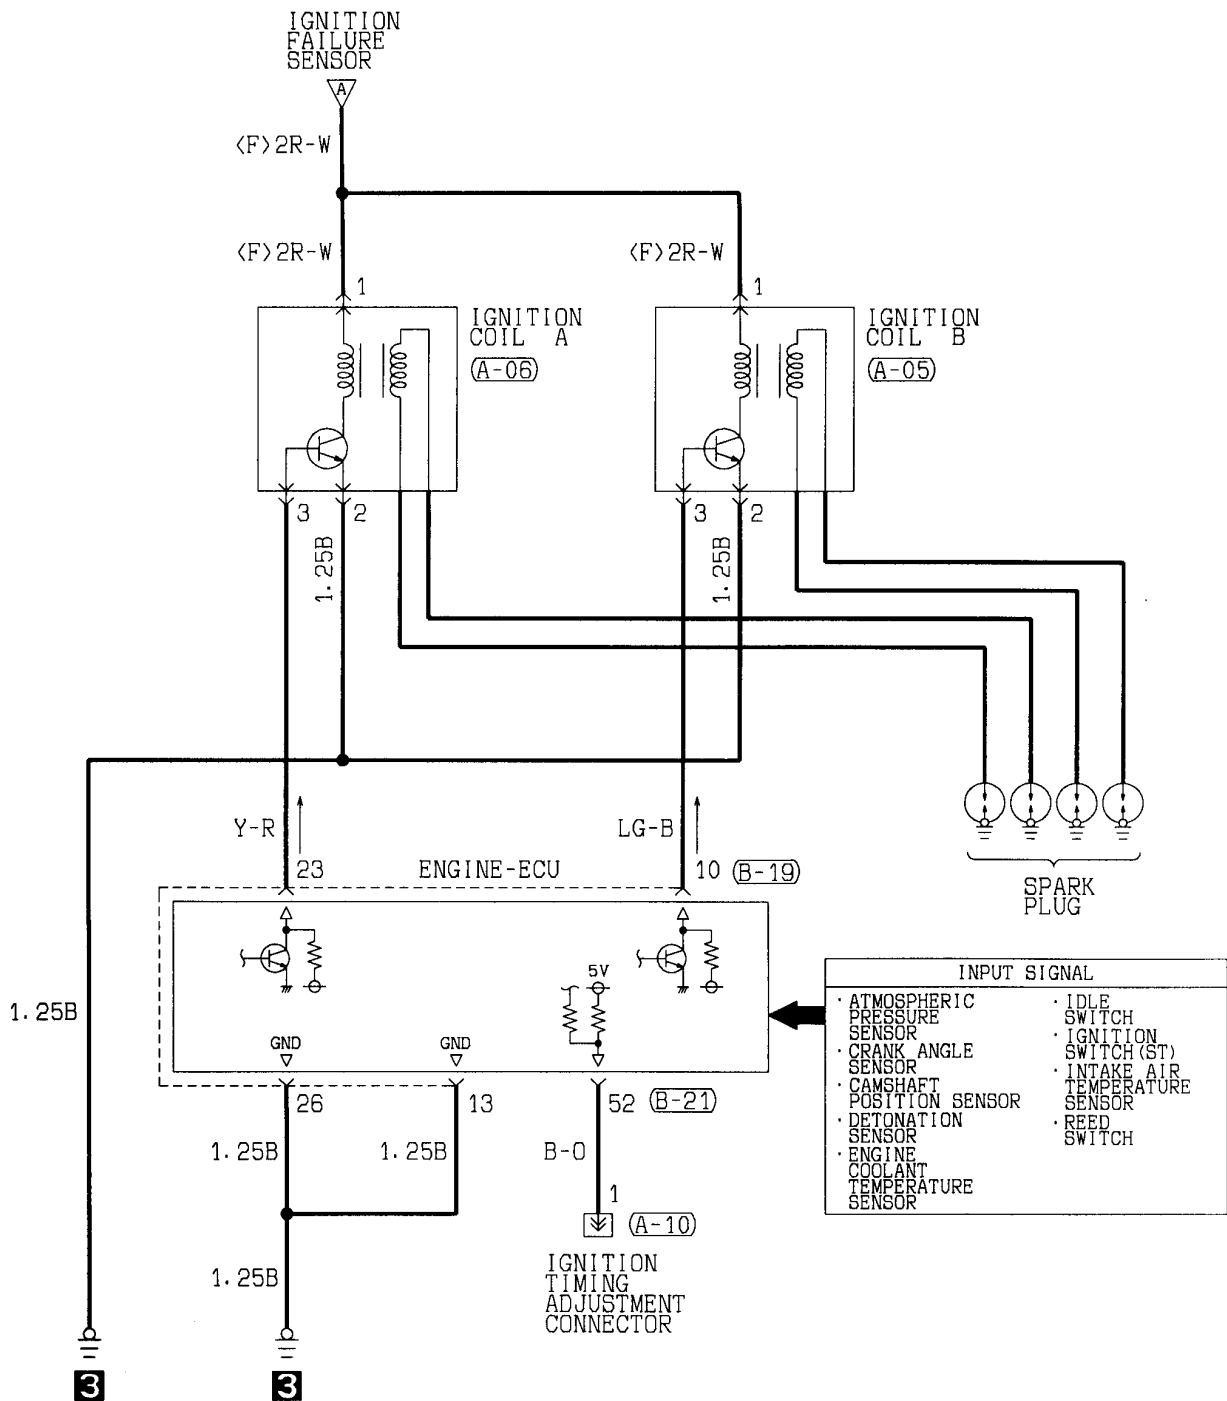 IGNITION
FAILURE
SENSOR
A
<F>2R-W
<F>2R-W
<F>2R-W
1
1
IGNITION
COIL A
(A-06)
IGNITION
COIL B
(A-05)
3
2
3
2
1.25B
1.25B
Y-R
LG-B
23
ENGINE-ECU
10
(B-19)
SPARK
PLUG
5V
GND
GND
1.25B
26
13
52
(B-21)
1.25B
1.25B
B-O
1
(A-10)
1.25B
IGNITION
TIMING
ADJUSTMENT
CONNECTOR
3
3
INPUT SIGNAL
· ATMOSPHERIC
PRESSURE
SENSOR
· CRANK ANGLE
SENSOR
· CAMSHAFT
POSITION SENSOR
· DETONATION
SENSOR
· ENGINE
COOLANT
TEMPERATURE
SENSOR
· IDLE
SWITCH
· IGNITION
SWITCH(ST)
· INTAKE AIR
TEMPERATURE
SENSOR
· REED
SWITCH